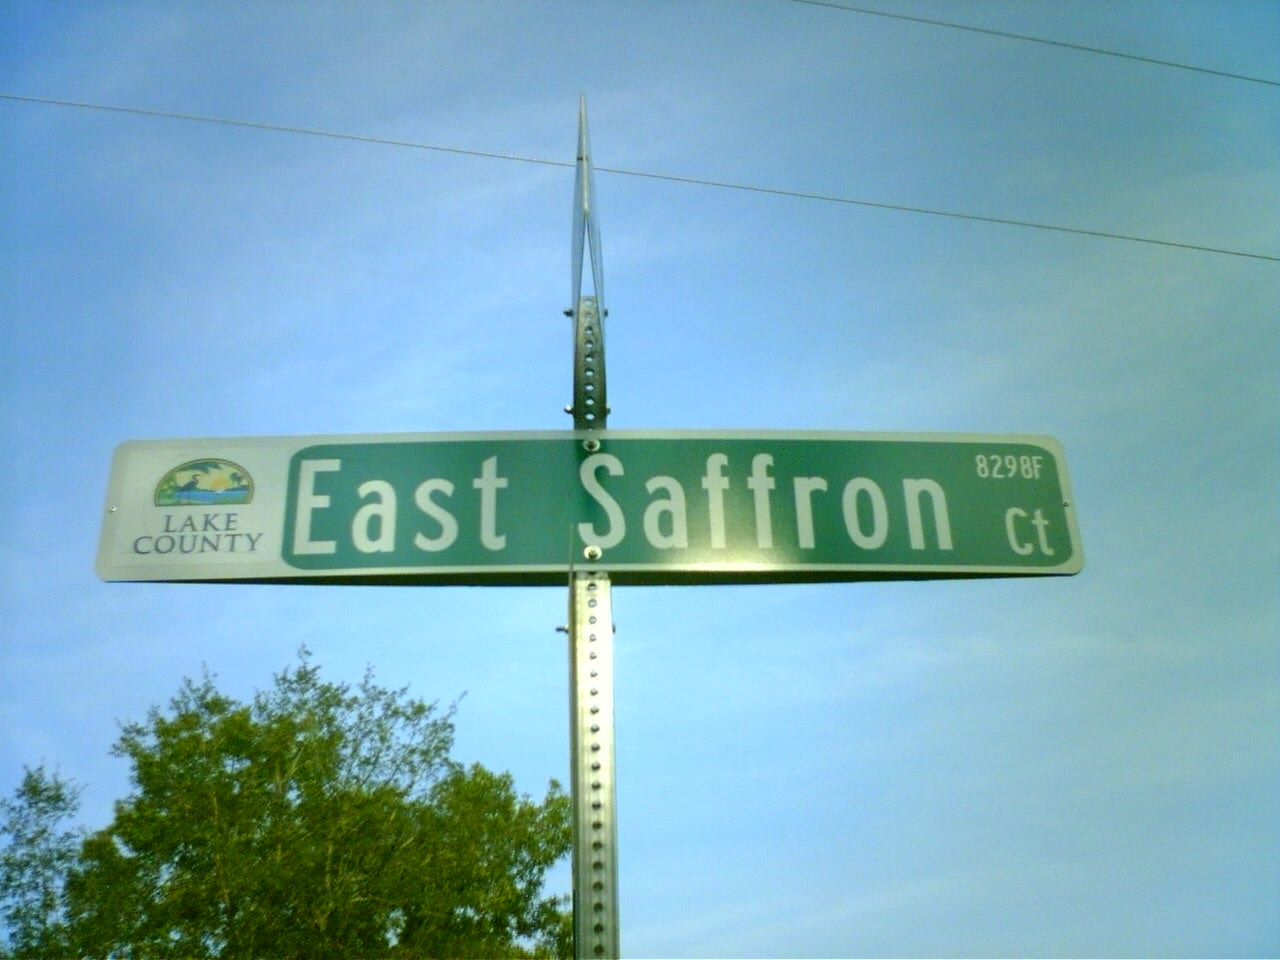 LAKE
COUNTY
East Saffron Ct
8298F